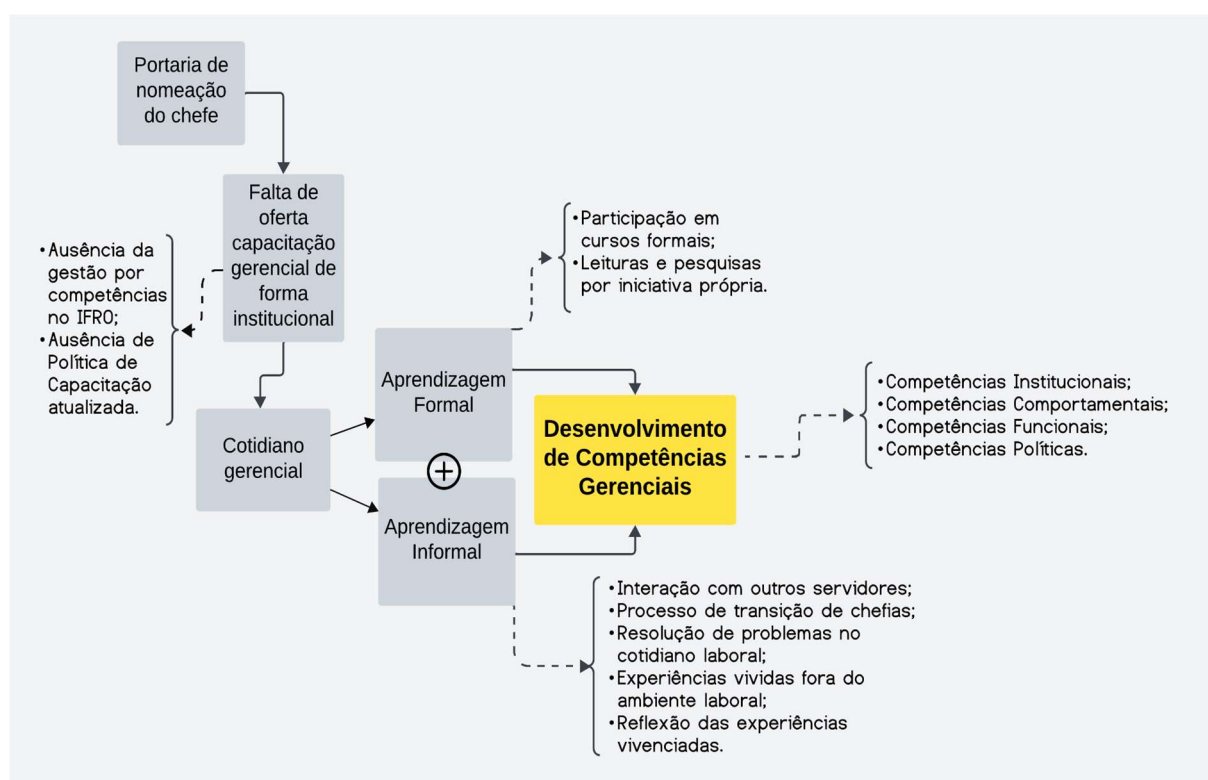 Portaria de
nomeação
do chefe
Falta de
oferta
capacitação
gerencial de
forma
institucional
•Ausência da
gestão por
competências
no IFRO;
•Ausência de
Política de
Capacitação
atualizada.
Cotidiano
gerencial
Aprendizagem
Formal
•Participação em
cursos formais;
•Leituras e pesquisas
por iniciativa própria.
Aprendizagem
Informal
•Interação com outros servidores;
•Processo de transição de chefias;
•Resolução de problemas no
cotidiano laboral;
•Experiências vividas fora do
ambiente laboral;
•Reflexão das experiências
vivenciadas.
Desenvolvimento
de Competências
Gerenciais
•Competências Institucionais;
•Competências Comportamentais;
•Competências Funcionais;
•Competências Políticas.